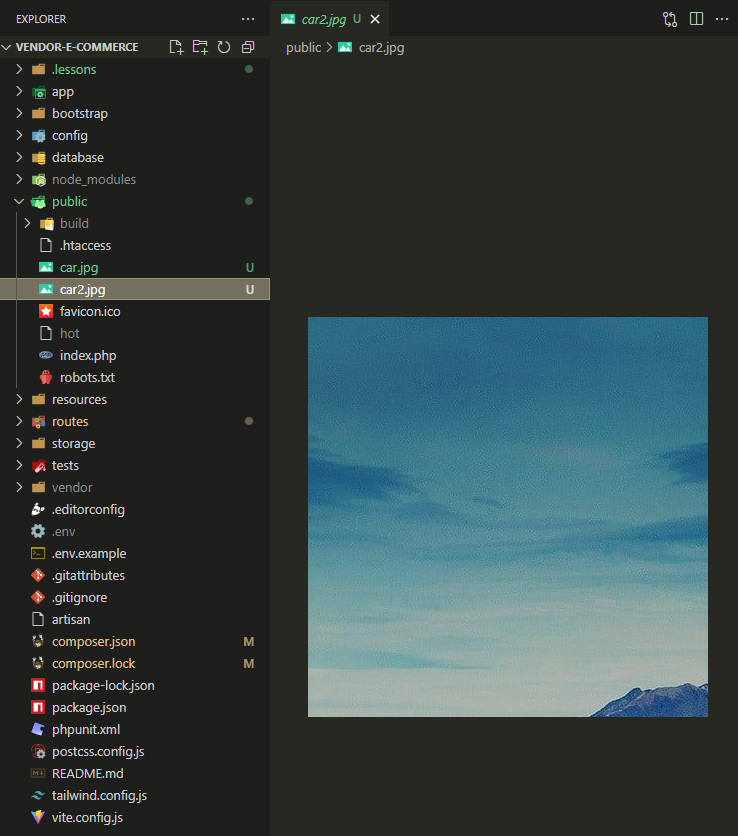 EXPLORER
car2.jpg U
VENDOR-E-COMMERCE
public > car2.jpg
.lessons
app
bootstrap
config
database
node_modules
public
build
.htaccess
car.jpg U
car2.jpg U
favicon.ico
hot
index.php
robots.txt
resources
routes
storage
tests
vendor
.editorconfig
.env
.env.example
.gitattributes
.gitignore
artisan
composer.json M
composer.lock M
package-lock.json
package.json
phpunit.xml
postcss.config.js
README.md
tailwind.config.js
vite.config.js